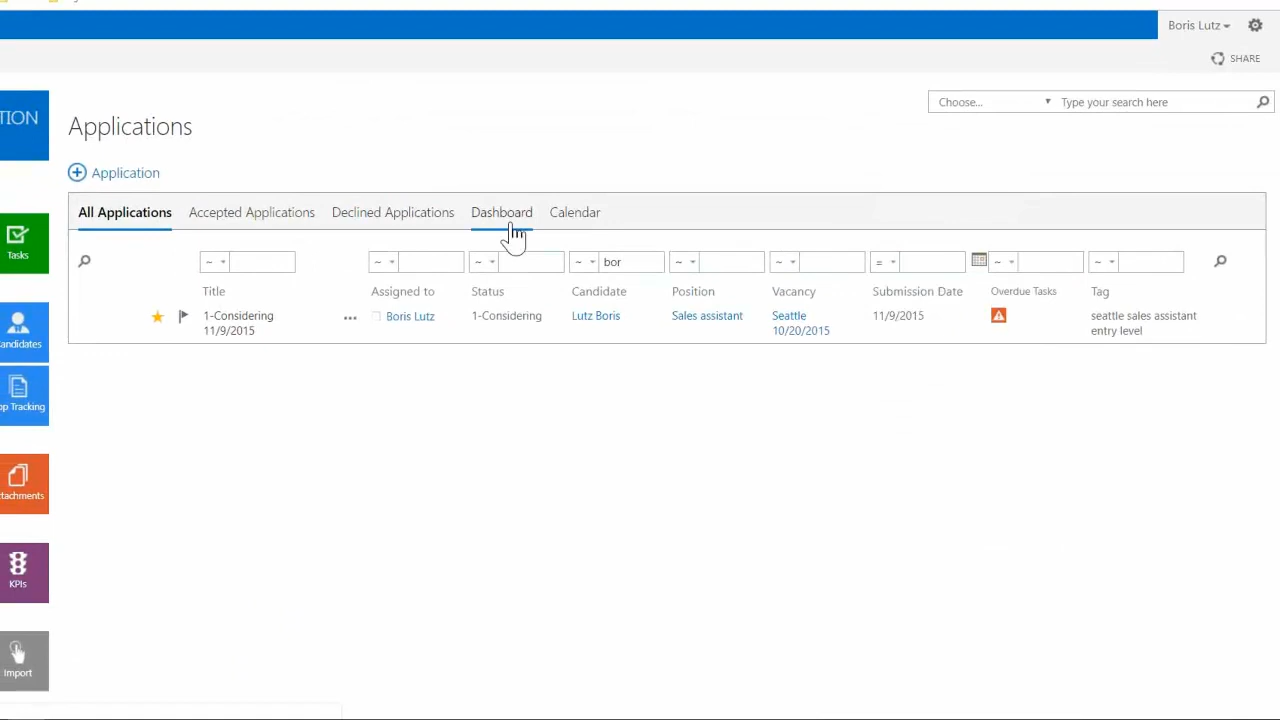 Boris Lutz
SHARE
TION
Choose... Type your search here
Applications
Application
All Applications Accepted Applications Declined Applications Dashboard Calendar
~ ~ ~ ~ bor ~ ~ = ~ ~
Title Assigned to Status Candidate Position Vacancy Submission Date Overdue Tasks Tag
1-Considering ... Boris Lutz 1-Considering Lutz Boris Sales assistant Seattle 11/9/2015 seattle sales assistant
11/9/2015 10/20/2015 entry level
Tasks
andidates
pp Tracking
ttachments
KPIs
Import